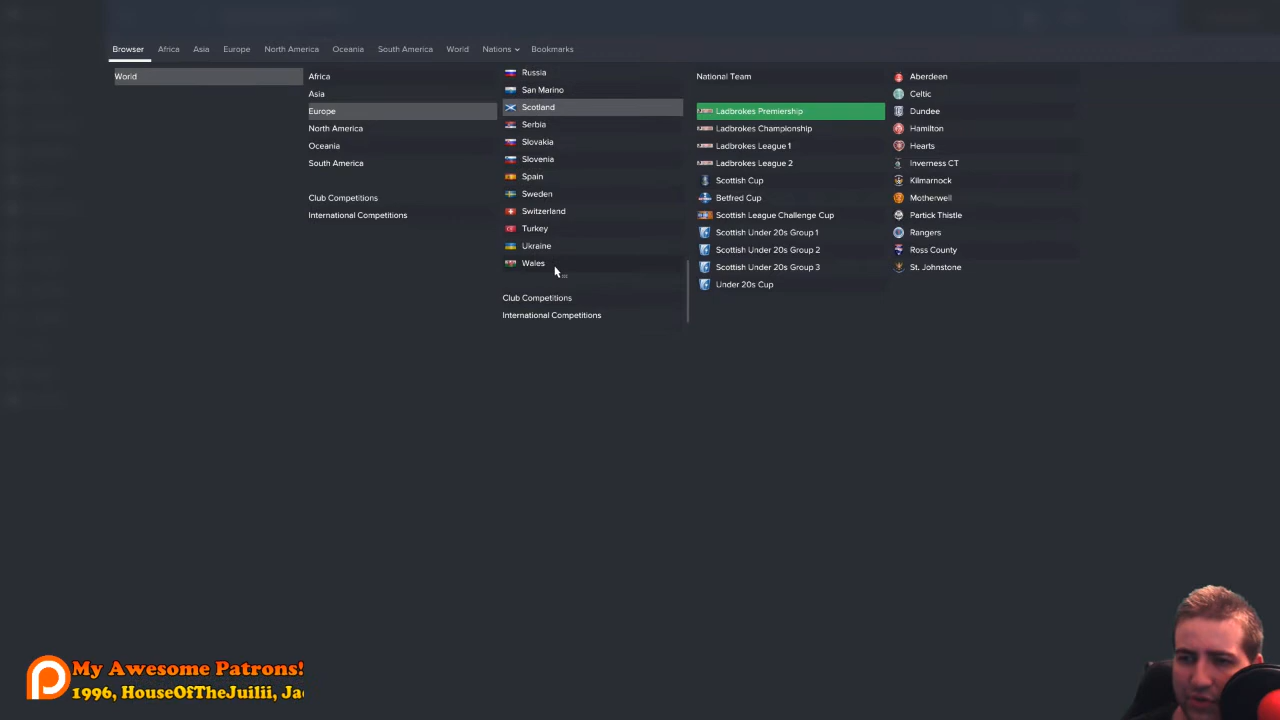 Browser Africa Asia Europe North America Oceania South America World Nations Bookmarks
World
Africa
Asia
Europe
North America
Oceania
South America
Club Competitions
International Competitions
Russia
San Marino
Scotland
Serbia
Slovakia
Slovenia
Spain
Sweden
Switzerland
Turkey
Ukraine
Wales
Club Competitions
International Competitions
National Team
Ladbrokes Premiership
Ladbrokes Championship
Ladbrokes League 1
Ladbrokes League 2
Scottish Cup
Betfred Cup
Scottish League Challenge Cup
Scottish Under 20s Group 1
Scottish Under 20s Group 2
Scottish Under 20s Group 3
Under 20s Cup
Aberdeen
Celtic
Dundee
Hamilton
Hearts
Inverness CT
Kilmarnock
Motherwell
Partick Thistle
Rangers
Ross County
St. Johnstone
My Awesome Patrons!
1996, HouseOfTheJuilii, Ja